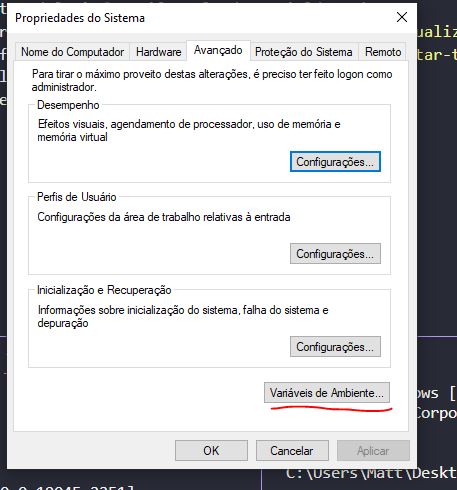 Propriedades do Sistema
Nome do Computador Hardware Avançado Proteção do Sistema Remoto
Para tirar o máximo proveito destas alterações, é preciso ter feito logon como
administrador.
Desempenho
Efeitos visuais, agendamento de processador, uso de memória e
memória virtual
Configurações...
Perfis de Usuário
Configurações da área de trabalho relativas à entrada
Configurações...
Inicialização e Recuperação
Informações sobre inicialização do sistema, falha do sistema e
depuração
Configurações...
Variáveis de Ambiente...
OK Cancelar Aplicar
ualiza
tar-t
ows [
Corpo
C:\Users\Matt\Deskt